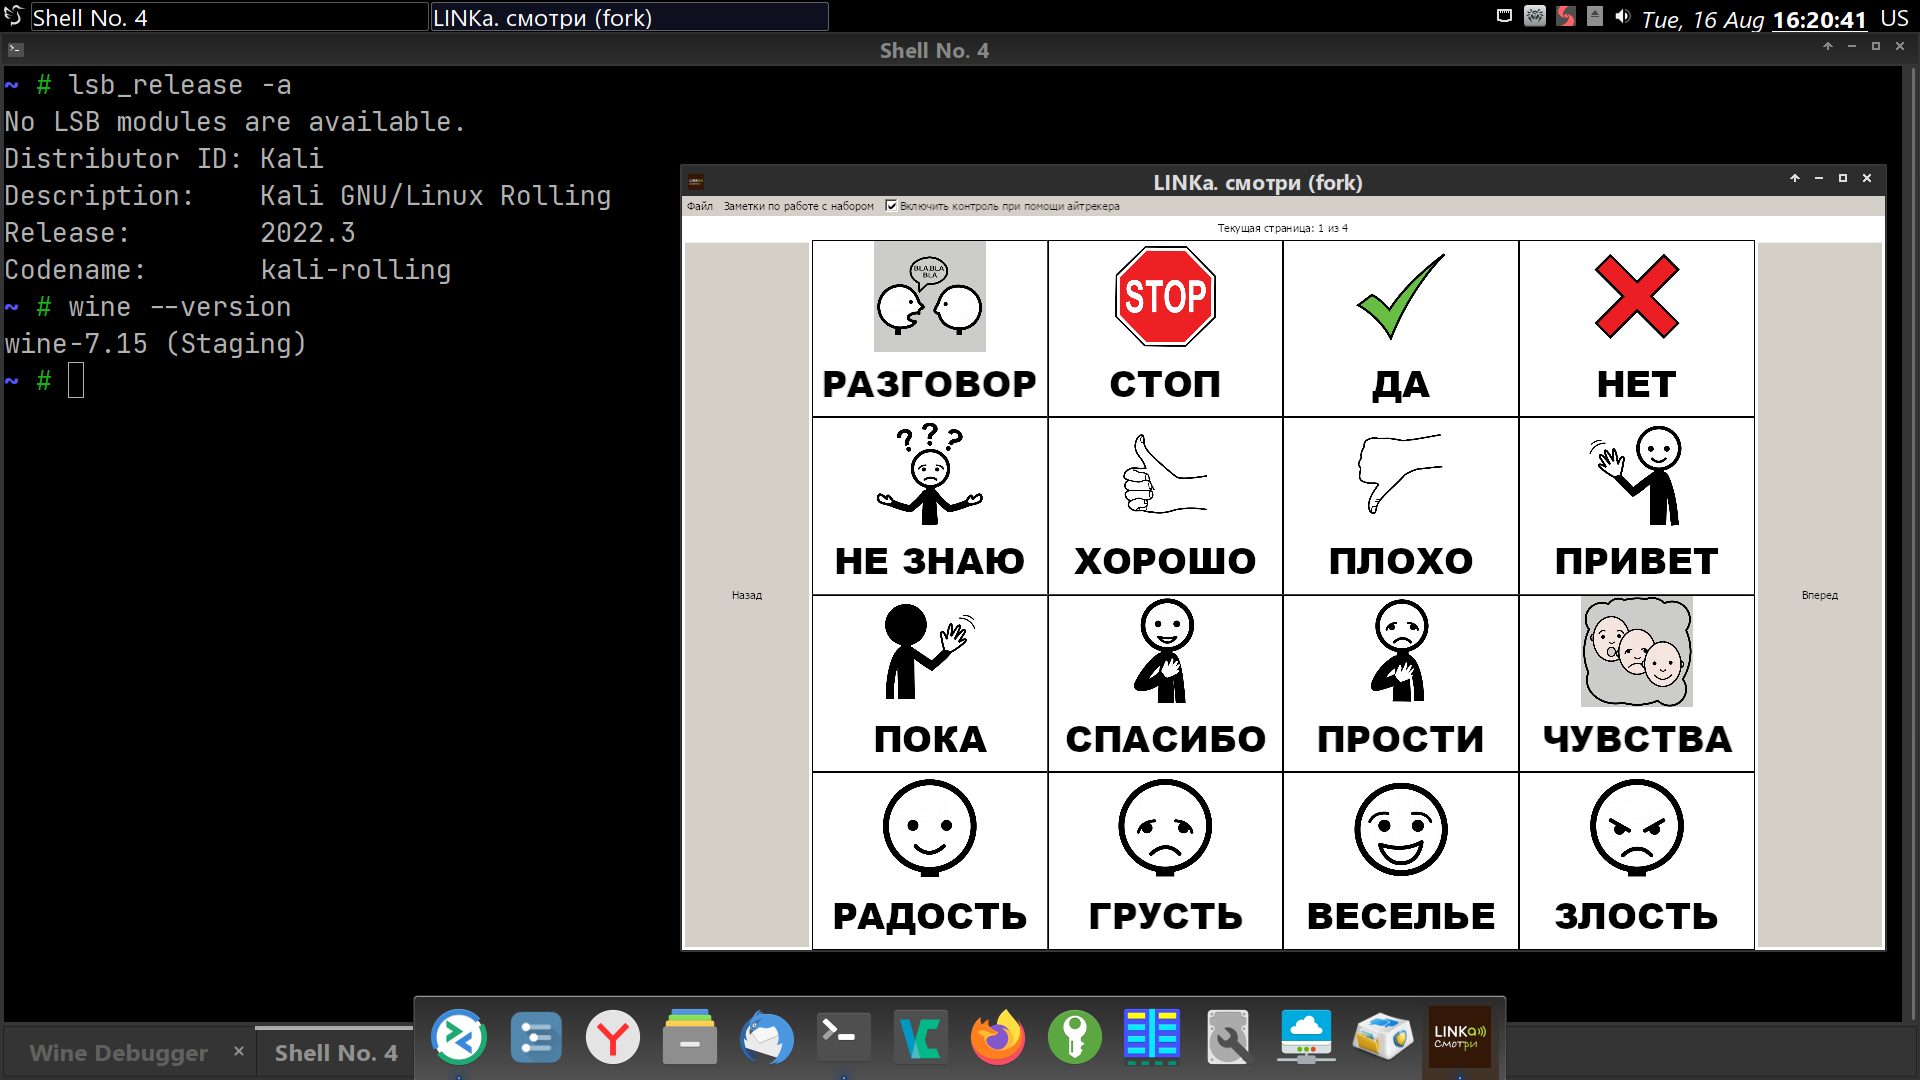 Shell No. 4
LINKa. смотри (fork)
Tue, 16 Aug 16:20:41 US
Shell No. 4
~ # lsb_release -a
No LSB modules are available.
Distributor ID: Kali
Description: Kali GNU/Linux Rolling
Release: 2022.3
Codename: kali-rolling
~ # wine --version
wine-7.15 (Staging)
~ #
LINKa. смотри (fork)
Файл Заметки по работе с набором Включить контроль при помощи айтрекера
Текущая страница: 1 из 4
Назад
BLA,BLA
BLA
STOP
РАЗГОВОР СТОП ДА НЕТ
? ? ?
НЕ ЗНАЮ ХОРОШО ПЛОХО ПРИВЕТ
ПОКА СПАСИБО ПРОСТИ ЧУВСТВА
РАДОСТЬ ГРУСТЬ ВЕСЕЛЬЕ ЗЛОСТЬ
Вперед
Wine Debugger
Shell No. 4
LINKa
Смотри